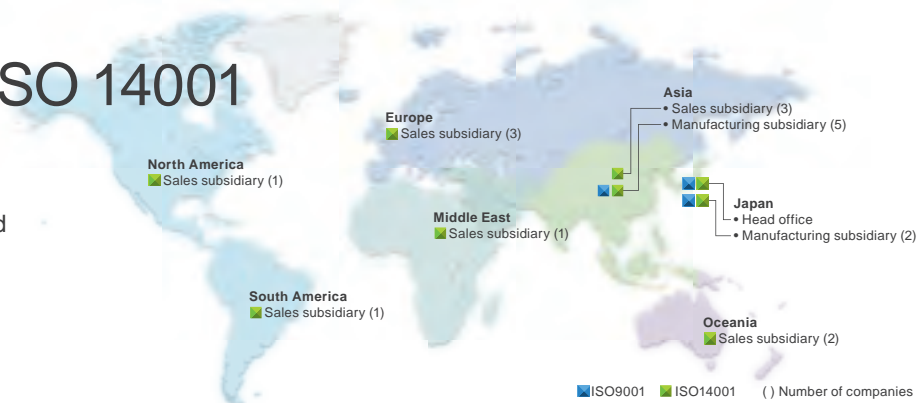 SO 14001
Asia
• Sales subsidiary (3)
• Manufacturing subsidiary (5)
Europe
Sales subsidiary (3)
North America
Sales subsidiary (1)
Japan
• Head office
• Manufacturing subsidiary (2)
d
Middle East
Sales subsidiary (1)
South America
Sales subsidiary (1)
Oceania
Sales subsidiary (2)
ISO9001 ISO14001 ( ) Number of companies